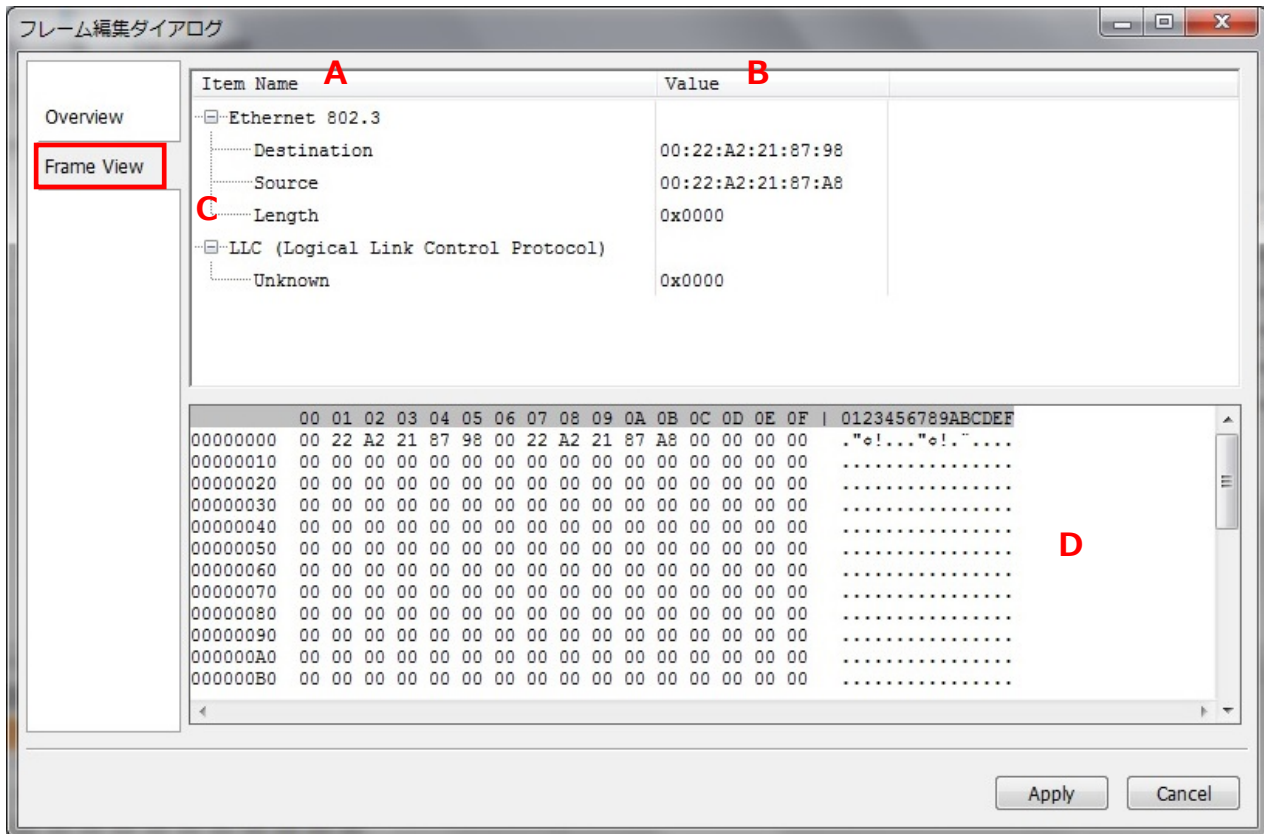 フレーム編集ダイアログ
A
B
Item Name Value
Overview
Frame View
Ethernet 802.3
Destination 00:22:A2:21:87:98
Source 00:22:A2:21:87:A8
C
Length 0x0000
LLC (Logical Link Control Protocol)
Unknown 0x0000
00 01 02 03 04 05 06 07 08 09 0A 0B 0C 0D 0E 0F | 0123456789ABCDEF
00000000 00 22 A2 21 87 98 00 22 A2 21 87 A8 00 00 00 00 ."¢!..."¢!.¨....
00000010 00 00 00 00 00 00 00 00 00 00 00 00 00 00 00 00 ................
00000020 00 00 00 00 00 00 00 00 00 00 00 00 00 00 00 00 ................
00000030 00 00 00 00 00 00 00 00 00 00 00 00 00 00 00 00 ................
00000040 00 00 00 00 00 00 00 00 00 00 00 00 00 00 00 00 ................
00000050 00 00 00 00 00 00 00 00 00 00 00 00 00 00 00 00 ................
D
00000060 00 00 00 00 00 00 00 00 00 00 00 00 00 00 00 00 ................
00000070 00 00 00 00 00 00 00 00 00 00 00 00 00 00 00 00 ................
00000080 00 00 00 00 00 00 00 00 00 00 00 00 00 00 00 00 ................
00000090 00 00 00 00 00 00 00 00 00 00 00 00 00 00 00 00 ................
000000A0 00 00 00 00 00 00 00 00 00 00 00 00 00 00 00 00 ................
000000B0 00 00 00 00 00 00 00 00 00 00 00 00 00 00 00 00 ................
Apply Cancel